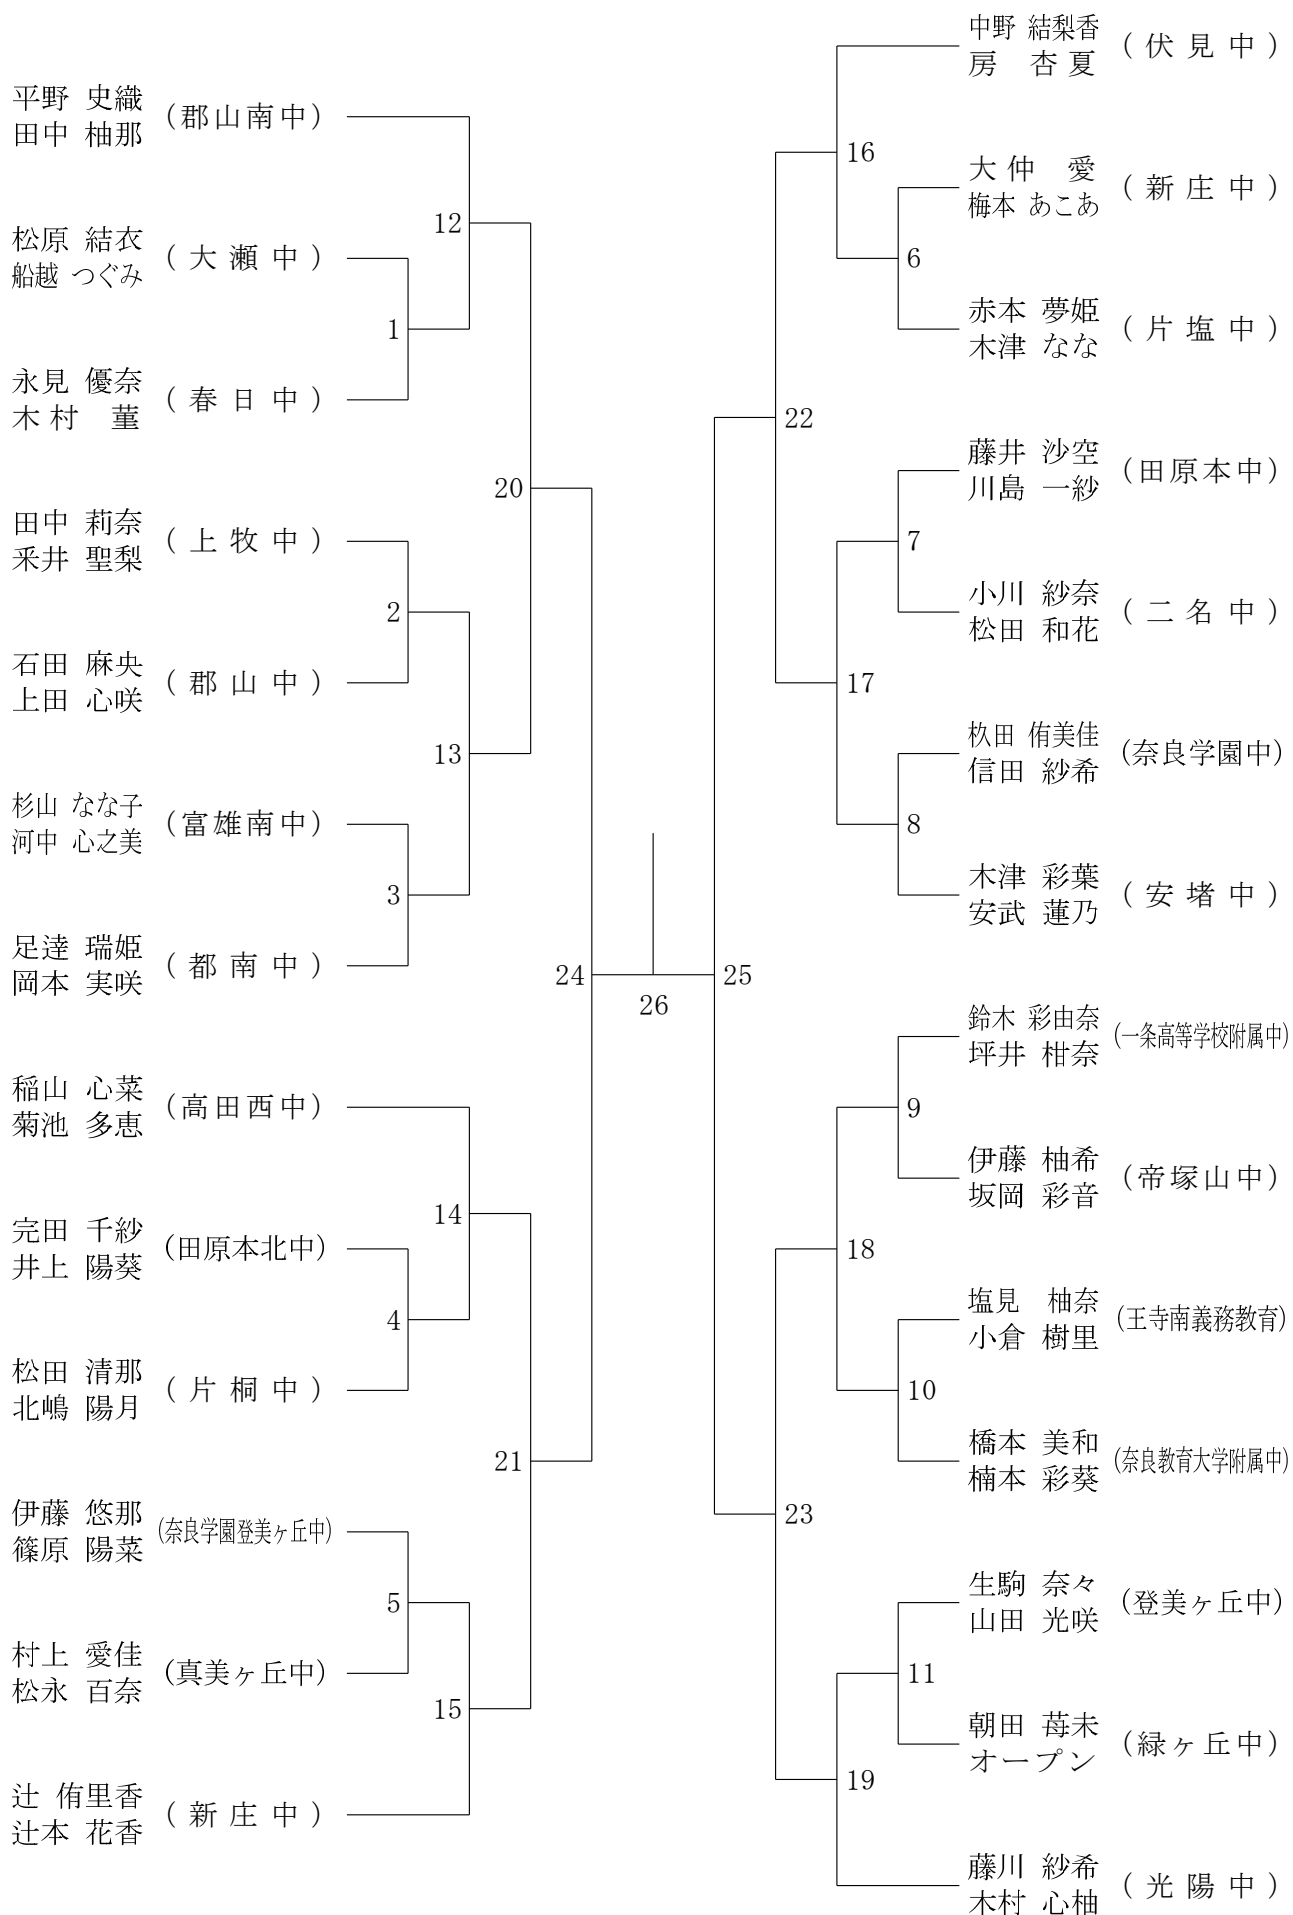 平野 史織
田中 柚那
(郡山南中)
松原 結衣
船越 つぐみ
(大瀬中)
永見 優奈
木村 菫
(春日中)
田中 莉奈
釆井 聖梨
(上牧中)
石田 麻央
上田 心咲
(郡山中)
杉山 なな子
河中 心之美
(富雄南中)
足達 瑞姫
岡本 実咲
(都南中)
稲山 心菜
菊池 多恵
(高田西中)
完田 千紗
井上 陽葵
(田原本北中)
松田 清那
北嶋 陽月
(片桐中)
伊藤 悠那
篠原 陽菜
(奈良学園登美ヶ丘中)
村上 愛佳
松永 百奈
(真美ヶ丘中)
辻 侑里香
辻本 花香
(新庄中)
12
1
20
2
13
3
24
14
4
21
5
15
26
中野 結梨香
房 杏夏
(伏見中)
大仲 愛
梅本 あこあ
(新庄中)
赤本 夢姫
木津 なな
(片塩中)
藤井 沙空
川島 一紗
(田原本中)
小川 紗奈
松田 和花
(二名中)
杦田 侑美佳
信田 紗希
(奈良学園中)
木津 彩葉
安武 蓮乃
(安堵中)
鈴木 彩由奈
坪井 柑奈
(一条高等学校附属中)
伊藤 柚希
坂岡 彩音
(帝塚山中)
塩見 柚奈
小倉 樹里
(王寺南義務教育)
橋本 美和
楠本 彩葵
(奈良教育大学附属中)
生駒 奈々
山田 光咲
(登美ヶ丘中)
朝田 苺未
オープン
(緑ヶ丘中)
藤川 紗希
木村 心柚
(光陽中)
16
6
22
7
17
8
25
9
18
10
23
11
19